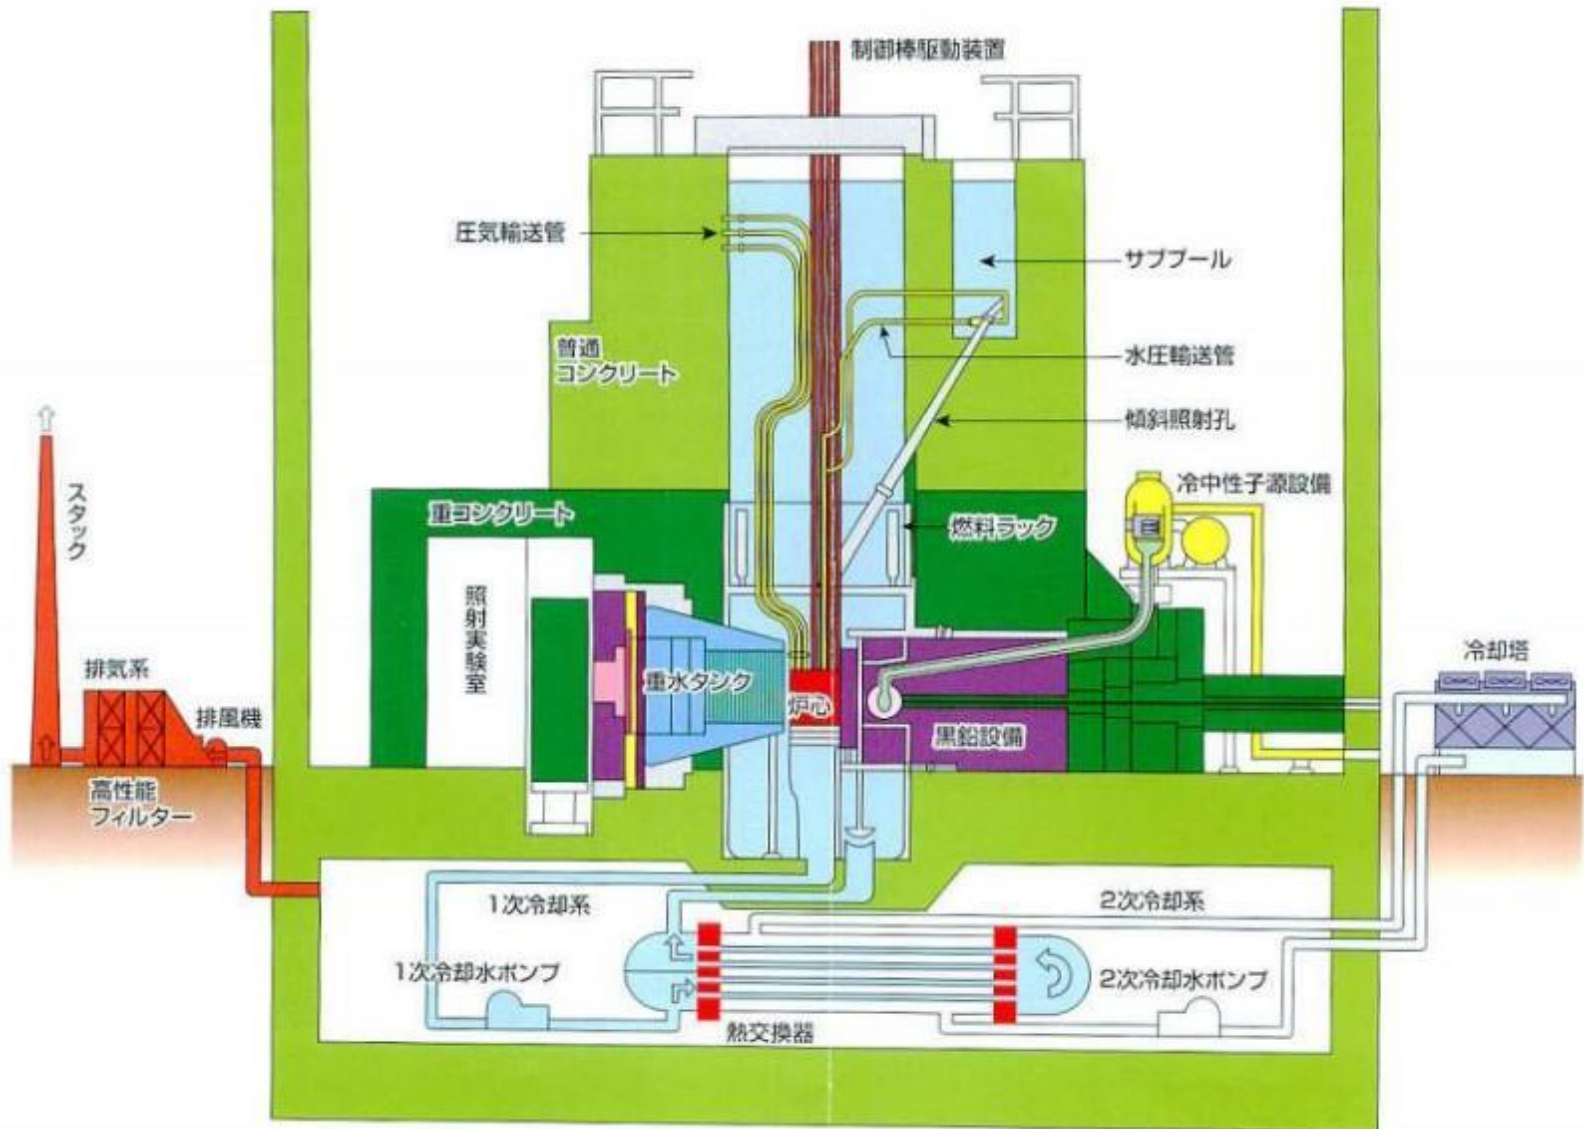 制御棒駆動装置
圧気輸送管
サブプール
普通
コンクリート
水圧輸送管
傾斜照射孔
冷中性子源設備
スタック
重コンクリート
燃料ラック
照射実験室
冷却塔
排気系
重水タンク
炉心
排風機
黒鉛設備
高性能
フィルター
1次冷却系
2次冷却系
1次冷却水ポンプ
2次冷却水ポンプ
熱交換器